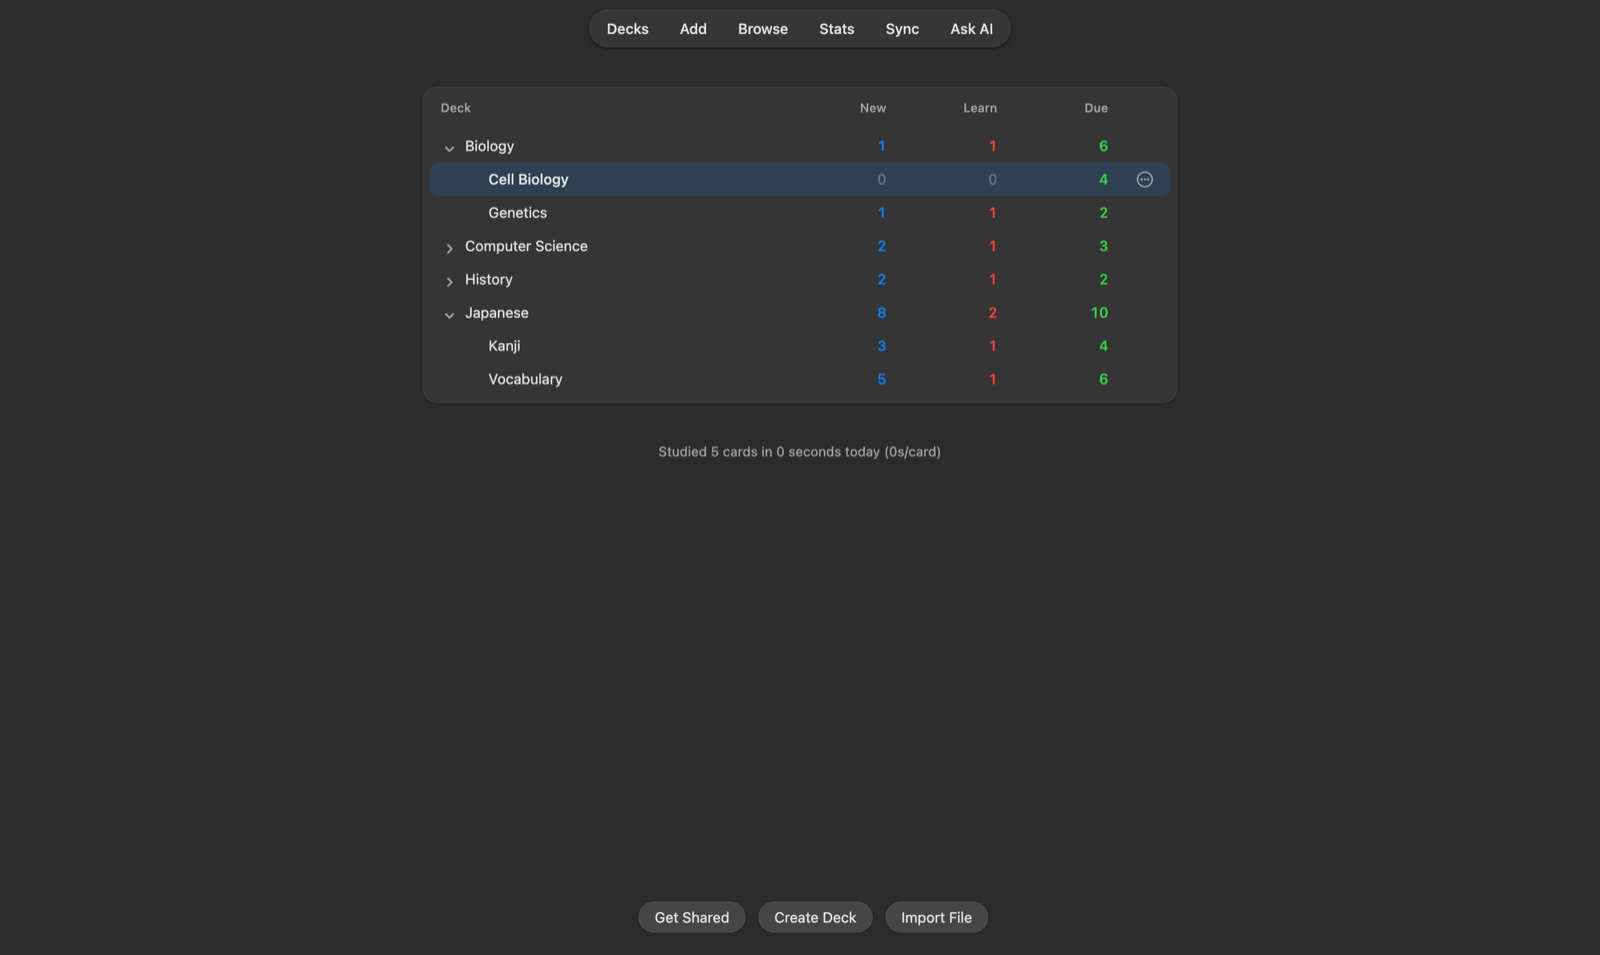 Decks Add Browse Stats Sync Ask AI
Deck New Learn Due
Biology 1 1 6
Cell Biology 0 0 4
Genetics 1 1 2
Computer Science 2 1 3
History 2 1 2
Japanese 8 2 10
Kanji 3 1 4
Vocabulary 5 1 6
Studied 5 cards in 0 seconds today (0s/card)
Get Shared Create Deck Import File